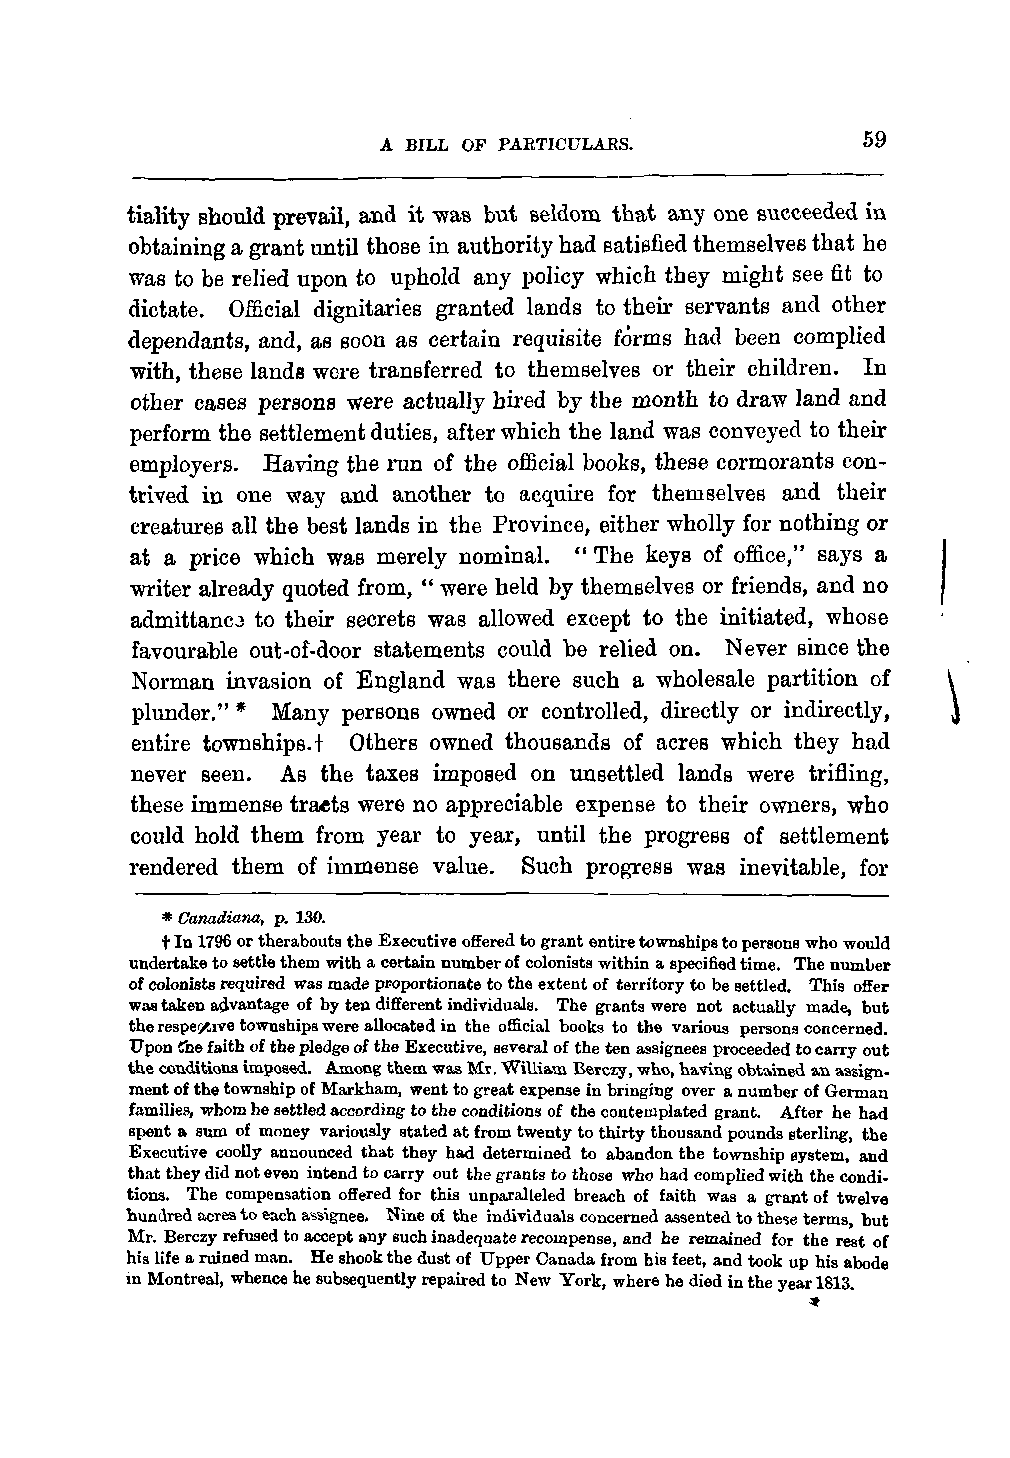 A BILL OF PARTICULARS. 59
tiality should prevail, and it was but seldom that any one succeeded in
obtaining a grant until those in authority had satisfied themselves that he
was to be relied upon to uphold any policy which they might see fit to
dictate. Official dignitaries granted lands to their servants and other
dependants, and, as soon as certain requisite forms had been complied
with, these lands were transferred to themselves or their children. In
other cases persons were actually hired by the month to draw land and
perform the settlement duties, after which the land was conveyed to their
employers. Having the run of the official books, these cormorants con-
trived in one way and another to acquire for themselves and their
creatures all the best lands in the Province, either wholly for nothing or
at a price which was merely nominal. " The keys of office," says a
writer already quoted from, " were held by themselves or friends, and no
admittance to their secrets was allowed except to the initiated, whose
favourable out-of-door statements could be relied on. Never since the
Norman invasion of England was there such a wholesale partition of
plunder." * Many persons owned or controlled, directly or indirectly,
entire townships.† Others owned thousands of acres which they had
never seen. As the taxes imposed on unsettled lands were trifling,
these immense tracts were no appreciable expense to their owners, who
could hold them from year to year, until the progress of settlement
rendered them of immense value. Such progress was inevitable, for
* Canadiana, p. 130.
† In 1796 or therabouts the Executive offered to grant entire townships to persons who would
undertake to settle them with a certain number of colonists within a specified time. The number
of colonists required was made proportionate to the extent of territory to be settled. This offer
was taken advantage of by ten different individuals. The grants were not actually made, but
the respective townships were allocated in the official books to the various persons concerned.
Upon the faith of the pledge of the Executive, several of the ten assignees proceeded to carry out
the conditions imposed. Among them was Mr. William Berczy, who, having obtained an assign-
ment of the township of Markham, went to great expense in bringing over a number of German
families, whom he settled according to the conditions of the contemplated grant. After he had
spent a sum of money variously stated at from twenty to thirty thousand pounds sterling, the
Executive coolly announced that they had determined to abandon the township system, and
that they did not even intend to carry out the grants to those who had complied with the condi-
tions. The compensation offered for this unparalleled breach of faith was a grant of twelve
hundred acres to each assignee. Nine of the individuals concerned assented to these terms, but
Mr. Berczy refused to accept any such inadequate recompense, and he remained for the rest of
his life a ruined man. He shook the dust of Upper Canada from his feet, and took up his abode
in Montreal, whence he subsequently repaired to New York, where he died in the year 1813.
*